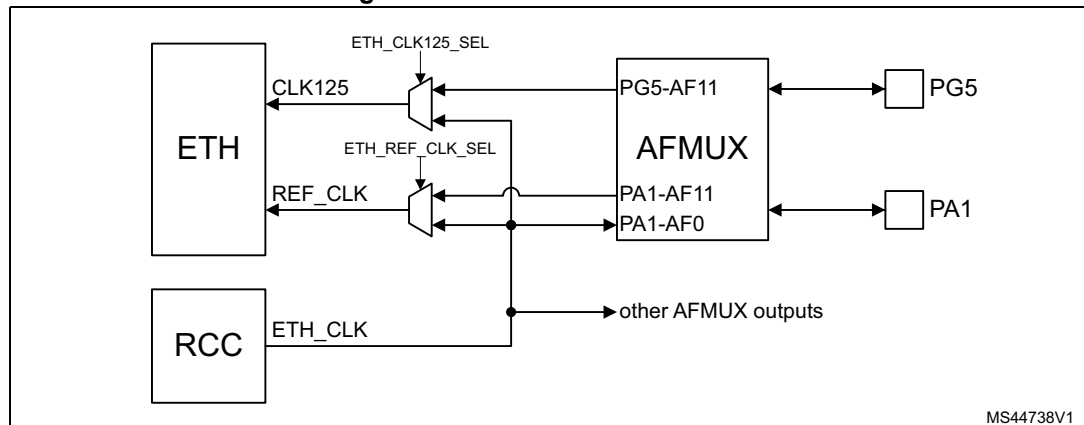 ETH_CLK125_SEL
CLK125
PG5-AF11
PG5
ETH
ETH_REF_CLK_SEL
AFMUX
REF_CLK
PA1-AF11
PA1-AF0
PA1
other AFMUX outputs
ETH_CLK
RCC
MS44738V1